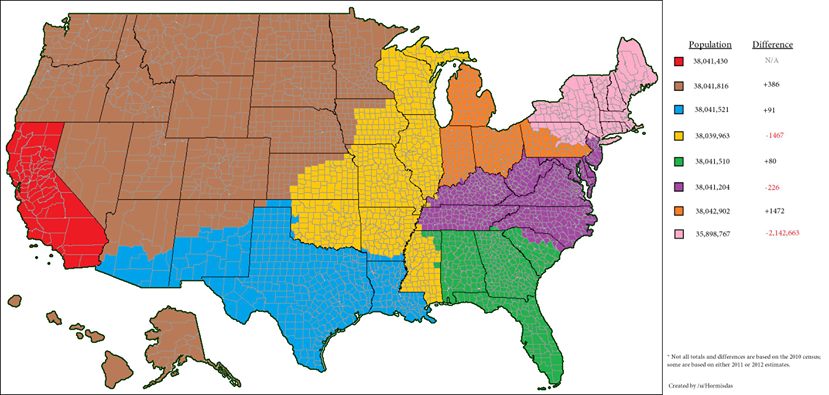 Population Difference
38,041,430 N/A
38,041,816 +386
38,041,521 +91
38,039,963 -1467
38,041,510 +80
38,041,204 -226
38,042,902 +1472
35,898,767 -2,142,663
* Not all totals and differences are based on the 2010 census;
some are based on either 2011 or 2012 estimates.
Created by /u/Hormisdas